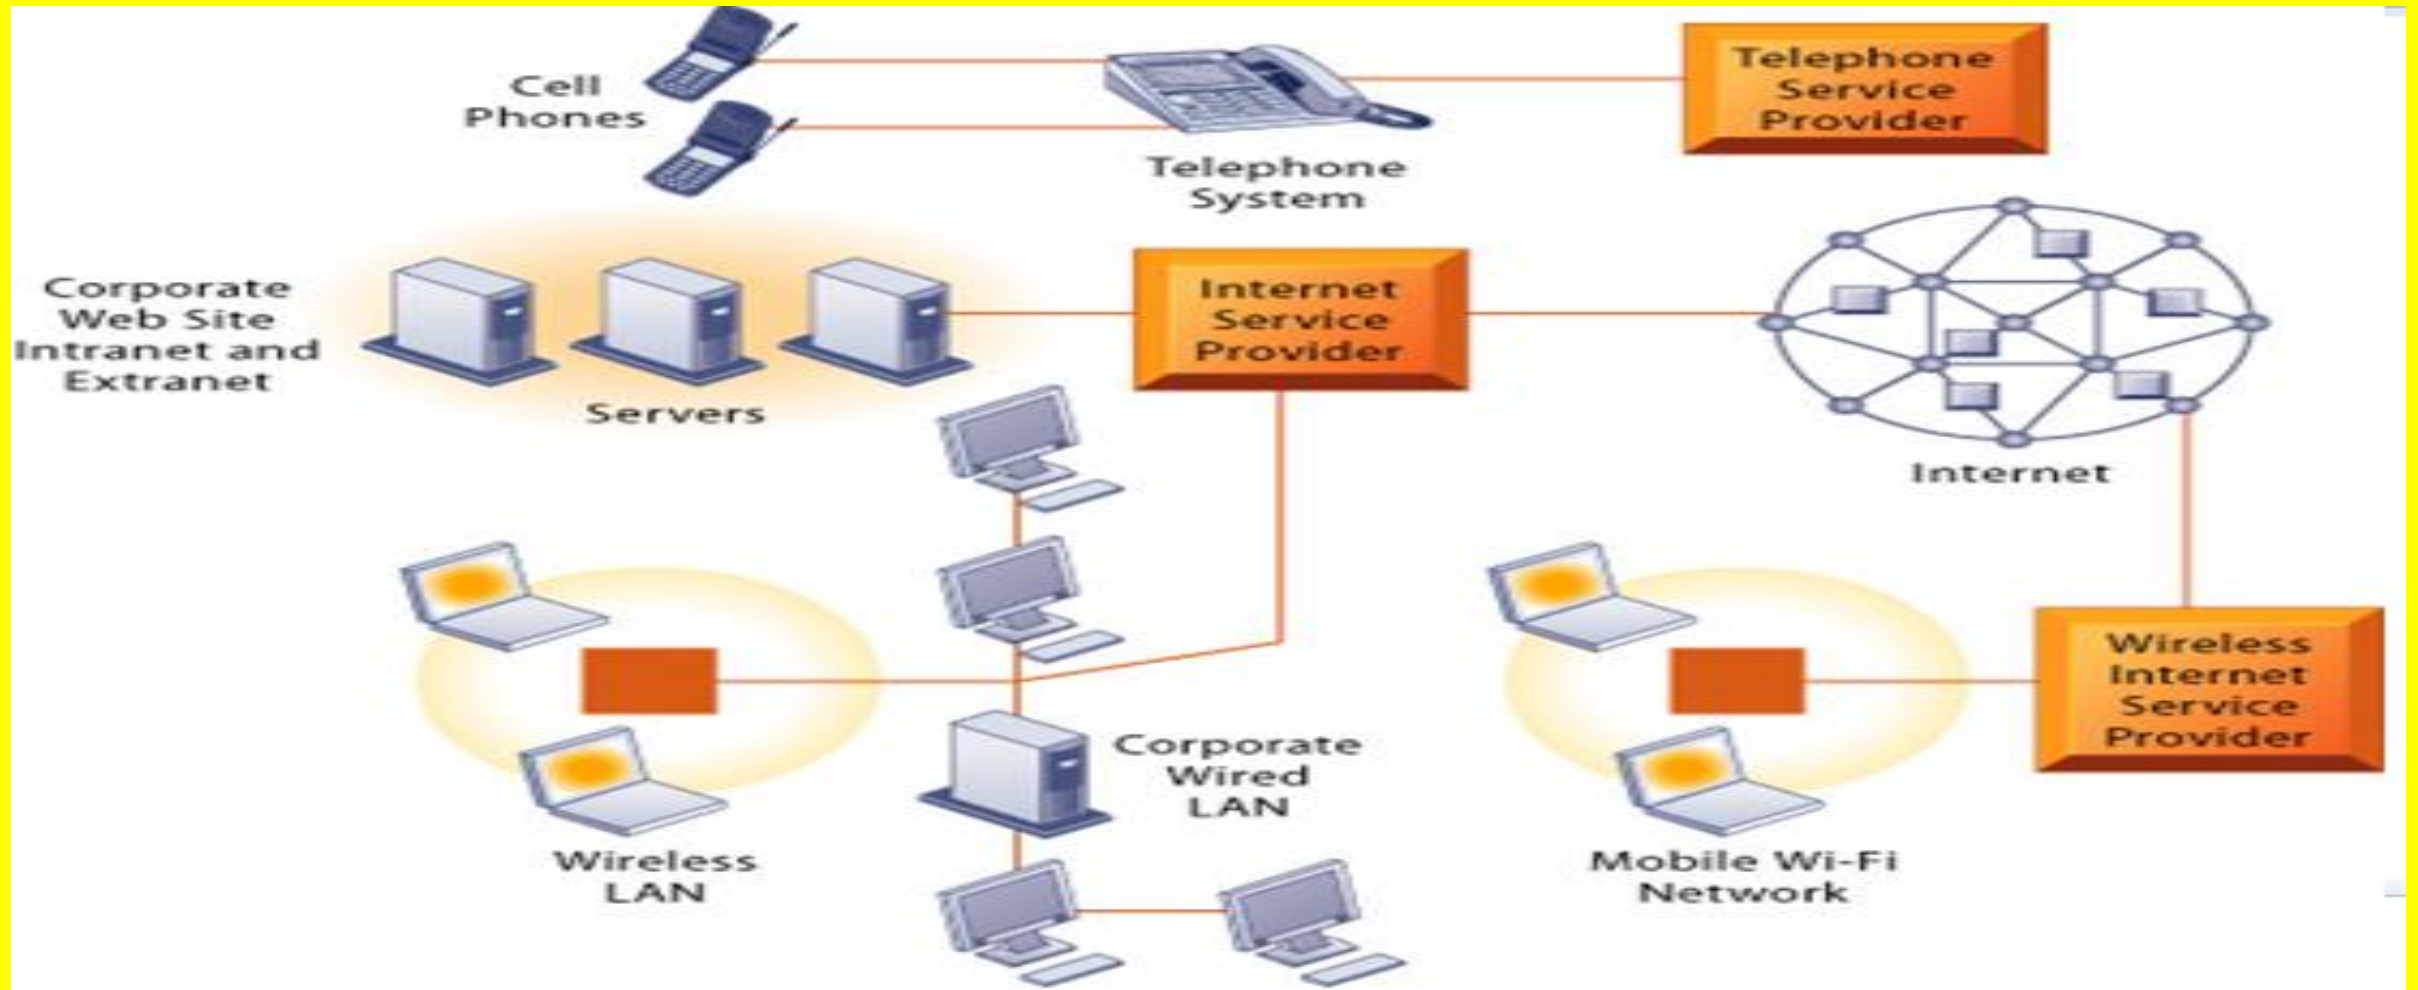 Cell
Phones
Telephone
System
Telephone
Service
Provider
Corporate
Web Site
Intranet and
Extranet
Servers
Internet
Service
Provider
Internet
Wireless
LAN
Corporate
Wired
LAN
Mobile Wi-Fi
Network
Wireless
Internet
Service
Provider